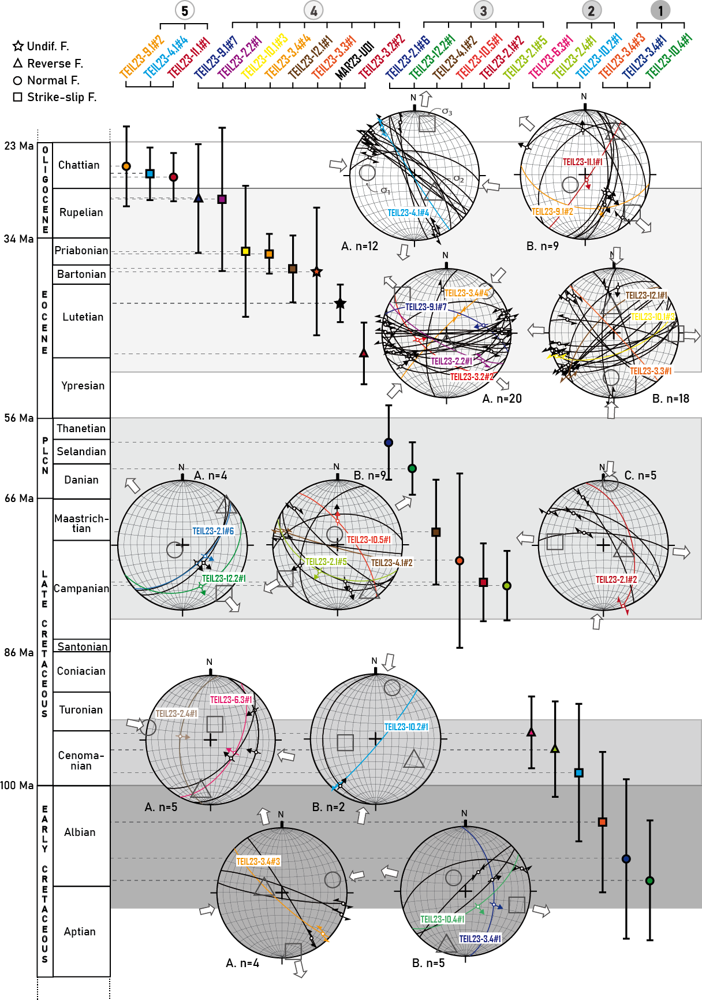 5
4
3
2
1
TEIL23-9.1#2
TEIL23-4.1#4
TEIL23-11.1#1
TEIL23-9.1#7
TEIL23-2.2#1
TEIL23-10.1#3
TEIL23-3.4#4
TEIL23-12.1#1
TEIL23-3.3#1
MAR23-1U01
TEIL23-3.2#2
TEIL23-2.1#6
TEIL23-12.2#1
TEIL23-4.1#2
TEIL23-10.5#1
TEIL23-2.1#2
TEIL23-2.1#5
TEIL23-6.3#1
TEIL23-2.4#1
TEIL23-10.2#1
TEIL23-3.4#3
TEIL23-3.4#1
TEIL23-10.4#1
Undif. F.
Reverse F.
Normal F.
Strike-slip F.
23 Ma
34 Ma
56 Ma
66 Ma
86 Ma
100 Ma
OLIGOCENE
EOCENE
PLCN
LATE CRETACEOUS
EARLY CRETACEOUS
Chattian
Rupelian
Priabonian
Bartonian
Lutetian
Ypresian
Thanetian
Selandian
Danian
Maastrich-
tian
Campanian
Santonian
Coniacian
Turonian
Cenoma-
nian
Albian
Aptian
N
σ3
σ2
σ1
TEIL23-4.1#4
A. n=12
N
TEIL23-11.1#1
TEIL23-9.1#2
B. n=9
N
TEIL23-3.4#4
TEIL23-9.1#7
TEIL23-2.2#1
TEIL23-3.2#2
A. n=20
N
TEIL23-12.1#1
TEIL23-10.1#3
TEIL23-3.3#1
B. n=18
N
A. n=4
TEIL23-2.1#6
TEIL23-12.2#1
N
B. n=9
TEIL23-10.5#1
TEIL23-2.1#5
TEIL23-4.1#2
N
C. n=5
TEIL23-2.1#2
N
TEIL23-6.3#1
TEIL23-2.4#1
A. n=5
N
TEIL23-10.2#1
B. n=2
N
TEIL23-3.4#3
A. n=4
N
TEIL23-10.4#1
TEIL23-3.4#1
B. n=5